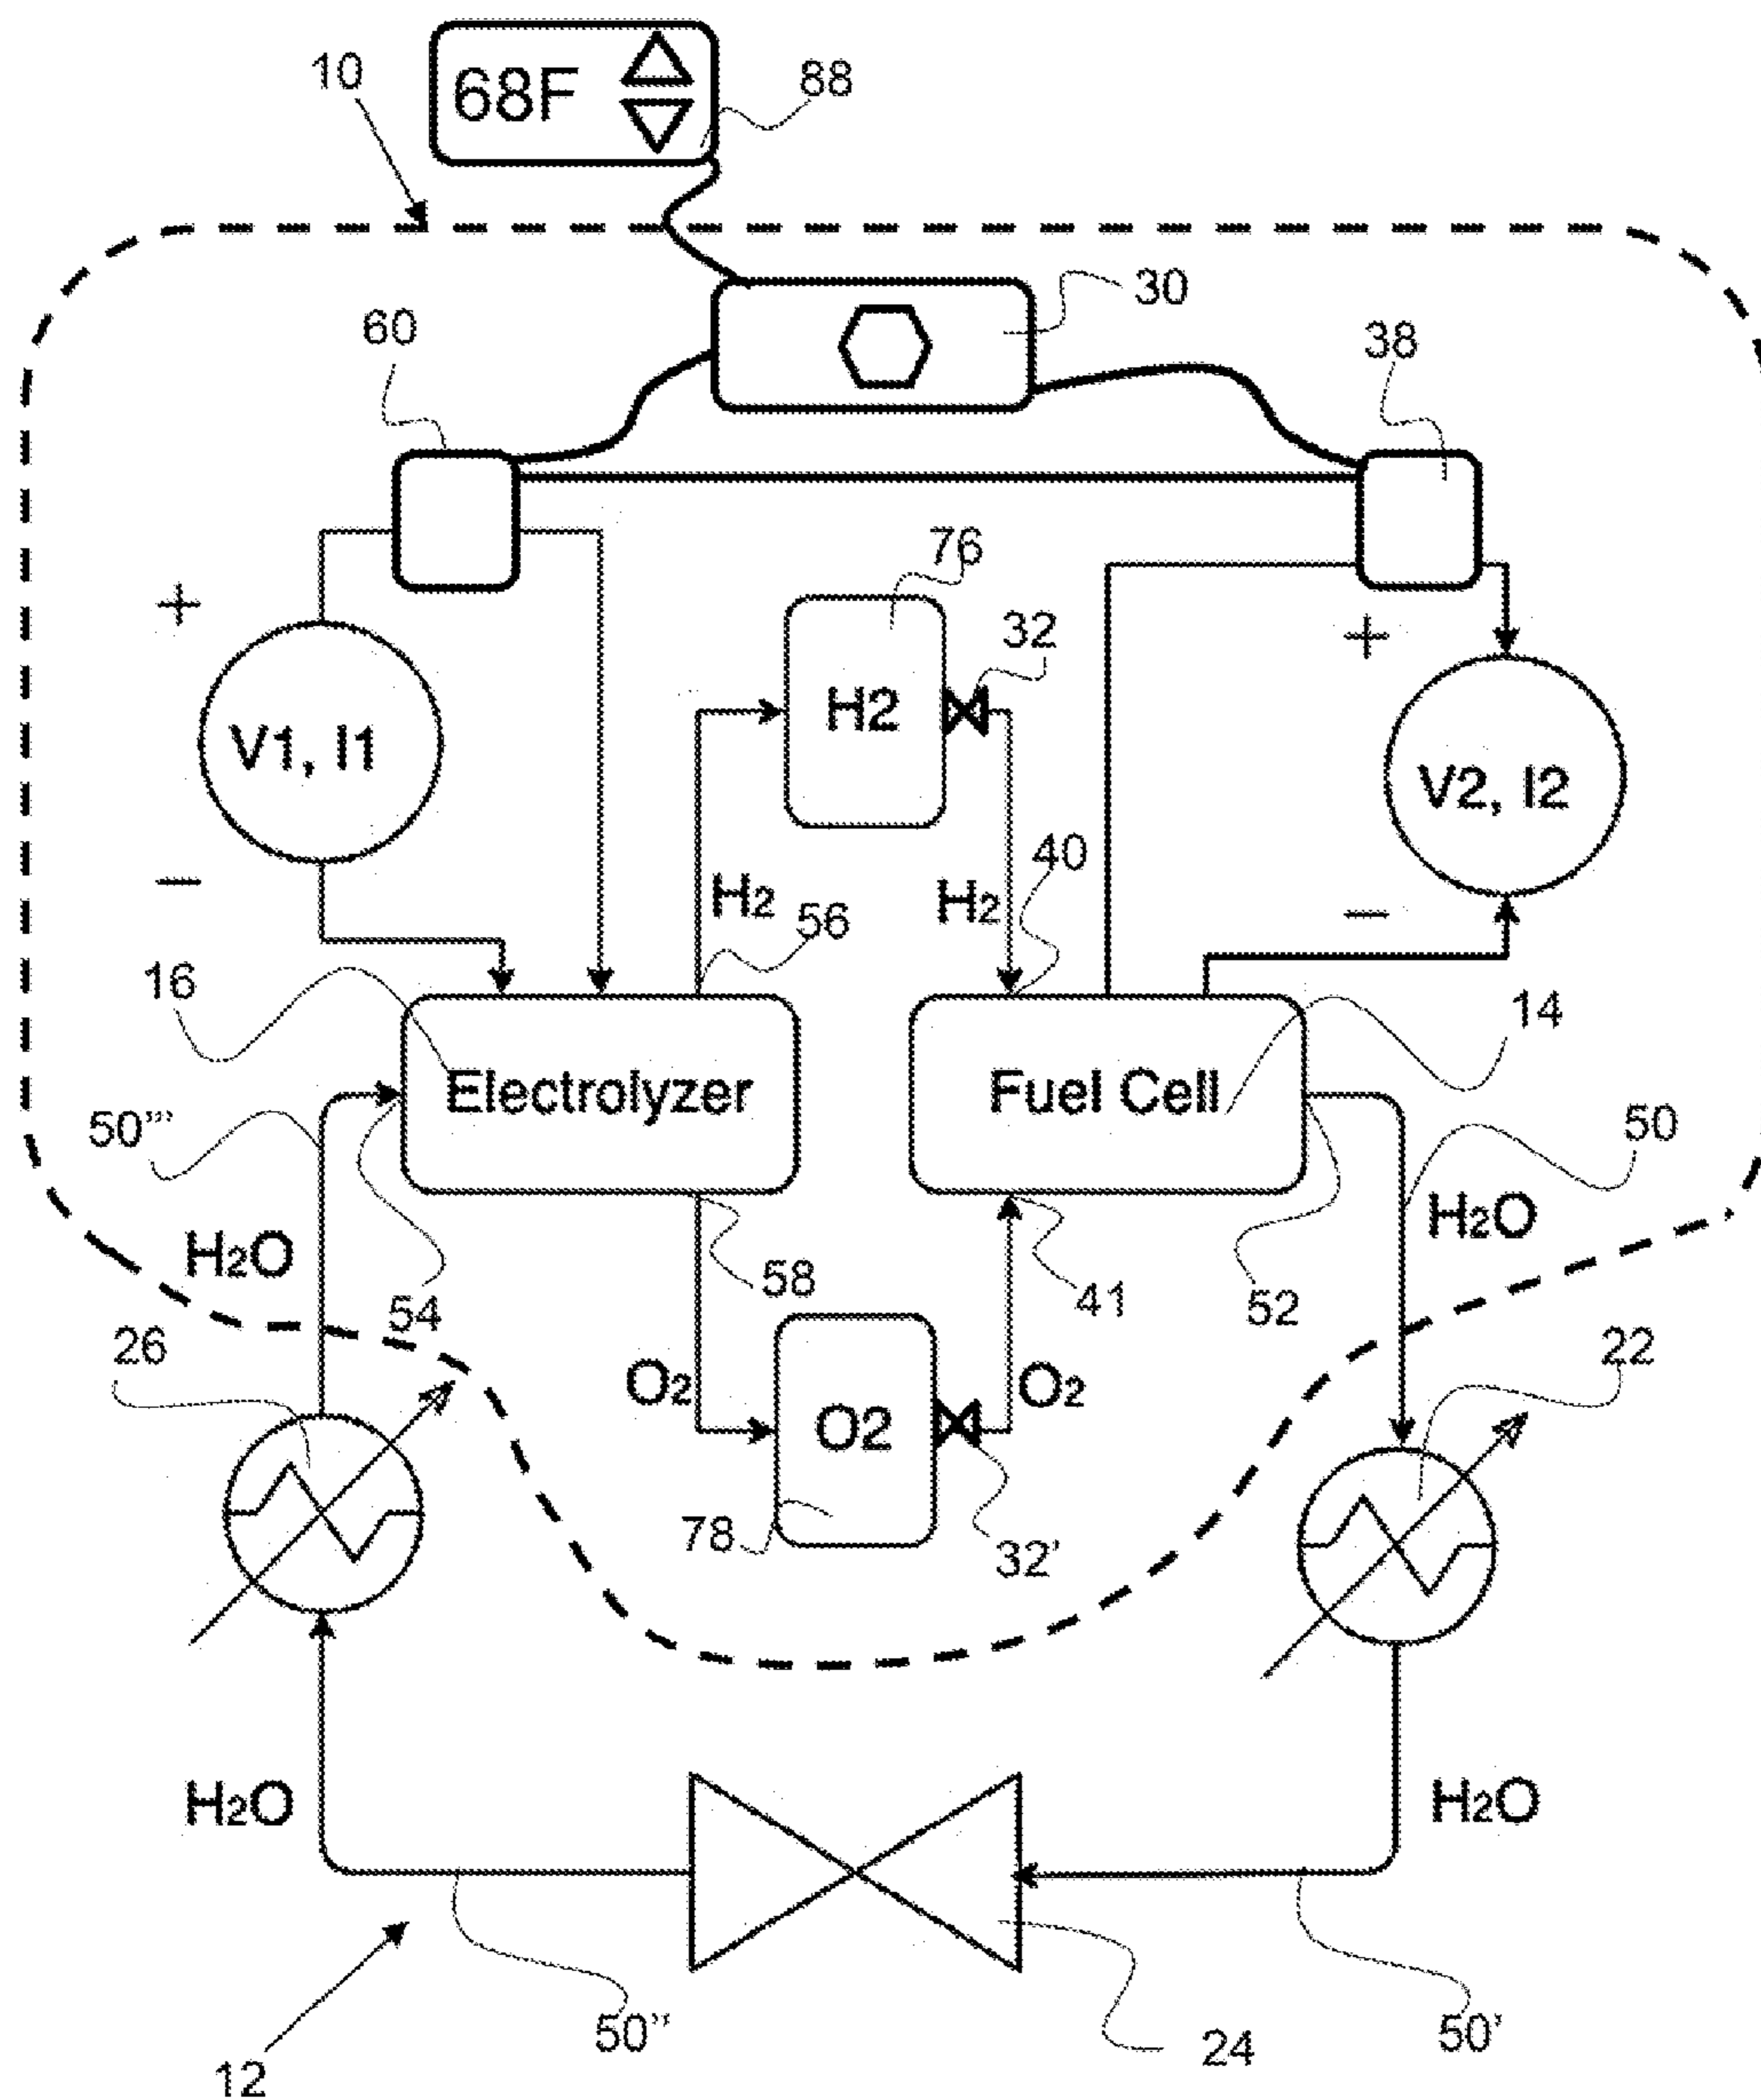 68F
10
88
30
60
38
76
32
+
+
H2
V1, I1
V2, I2
40
−
H2
56
H2
−
16
14
Electrolyzer
Fuel Cell
50'''
50
H2O
H2O
54
58
41
52
26
22
O2
O2
O2
78
32'
H2O
H2O
50''
24
50'
12